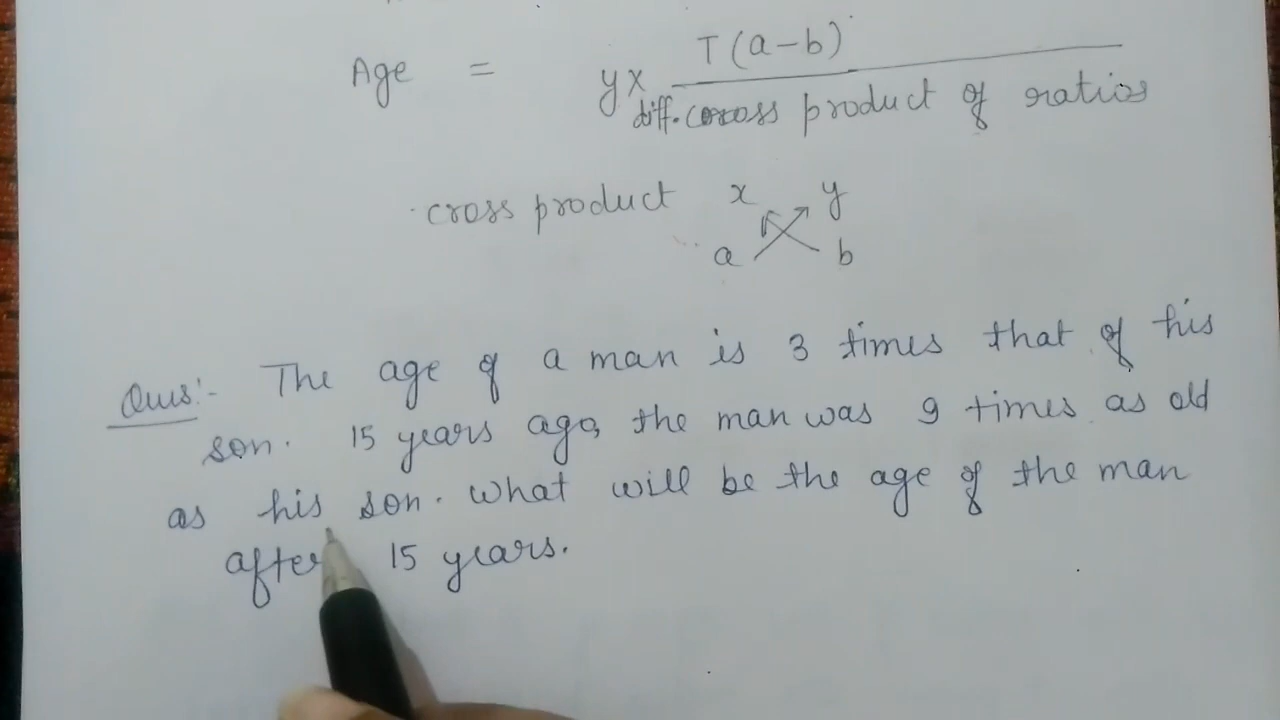 Age = y x T(a-b)
diff. cross product of ratios
cross product x y
a b
Ques:- The age of a man is 3 times that of his
son. 15 years ago, the man was 9 times as old
as his son. What will be the age of the man
after 15 years.